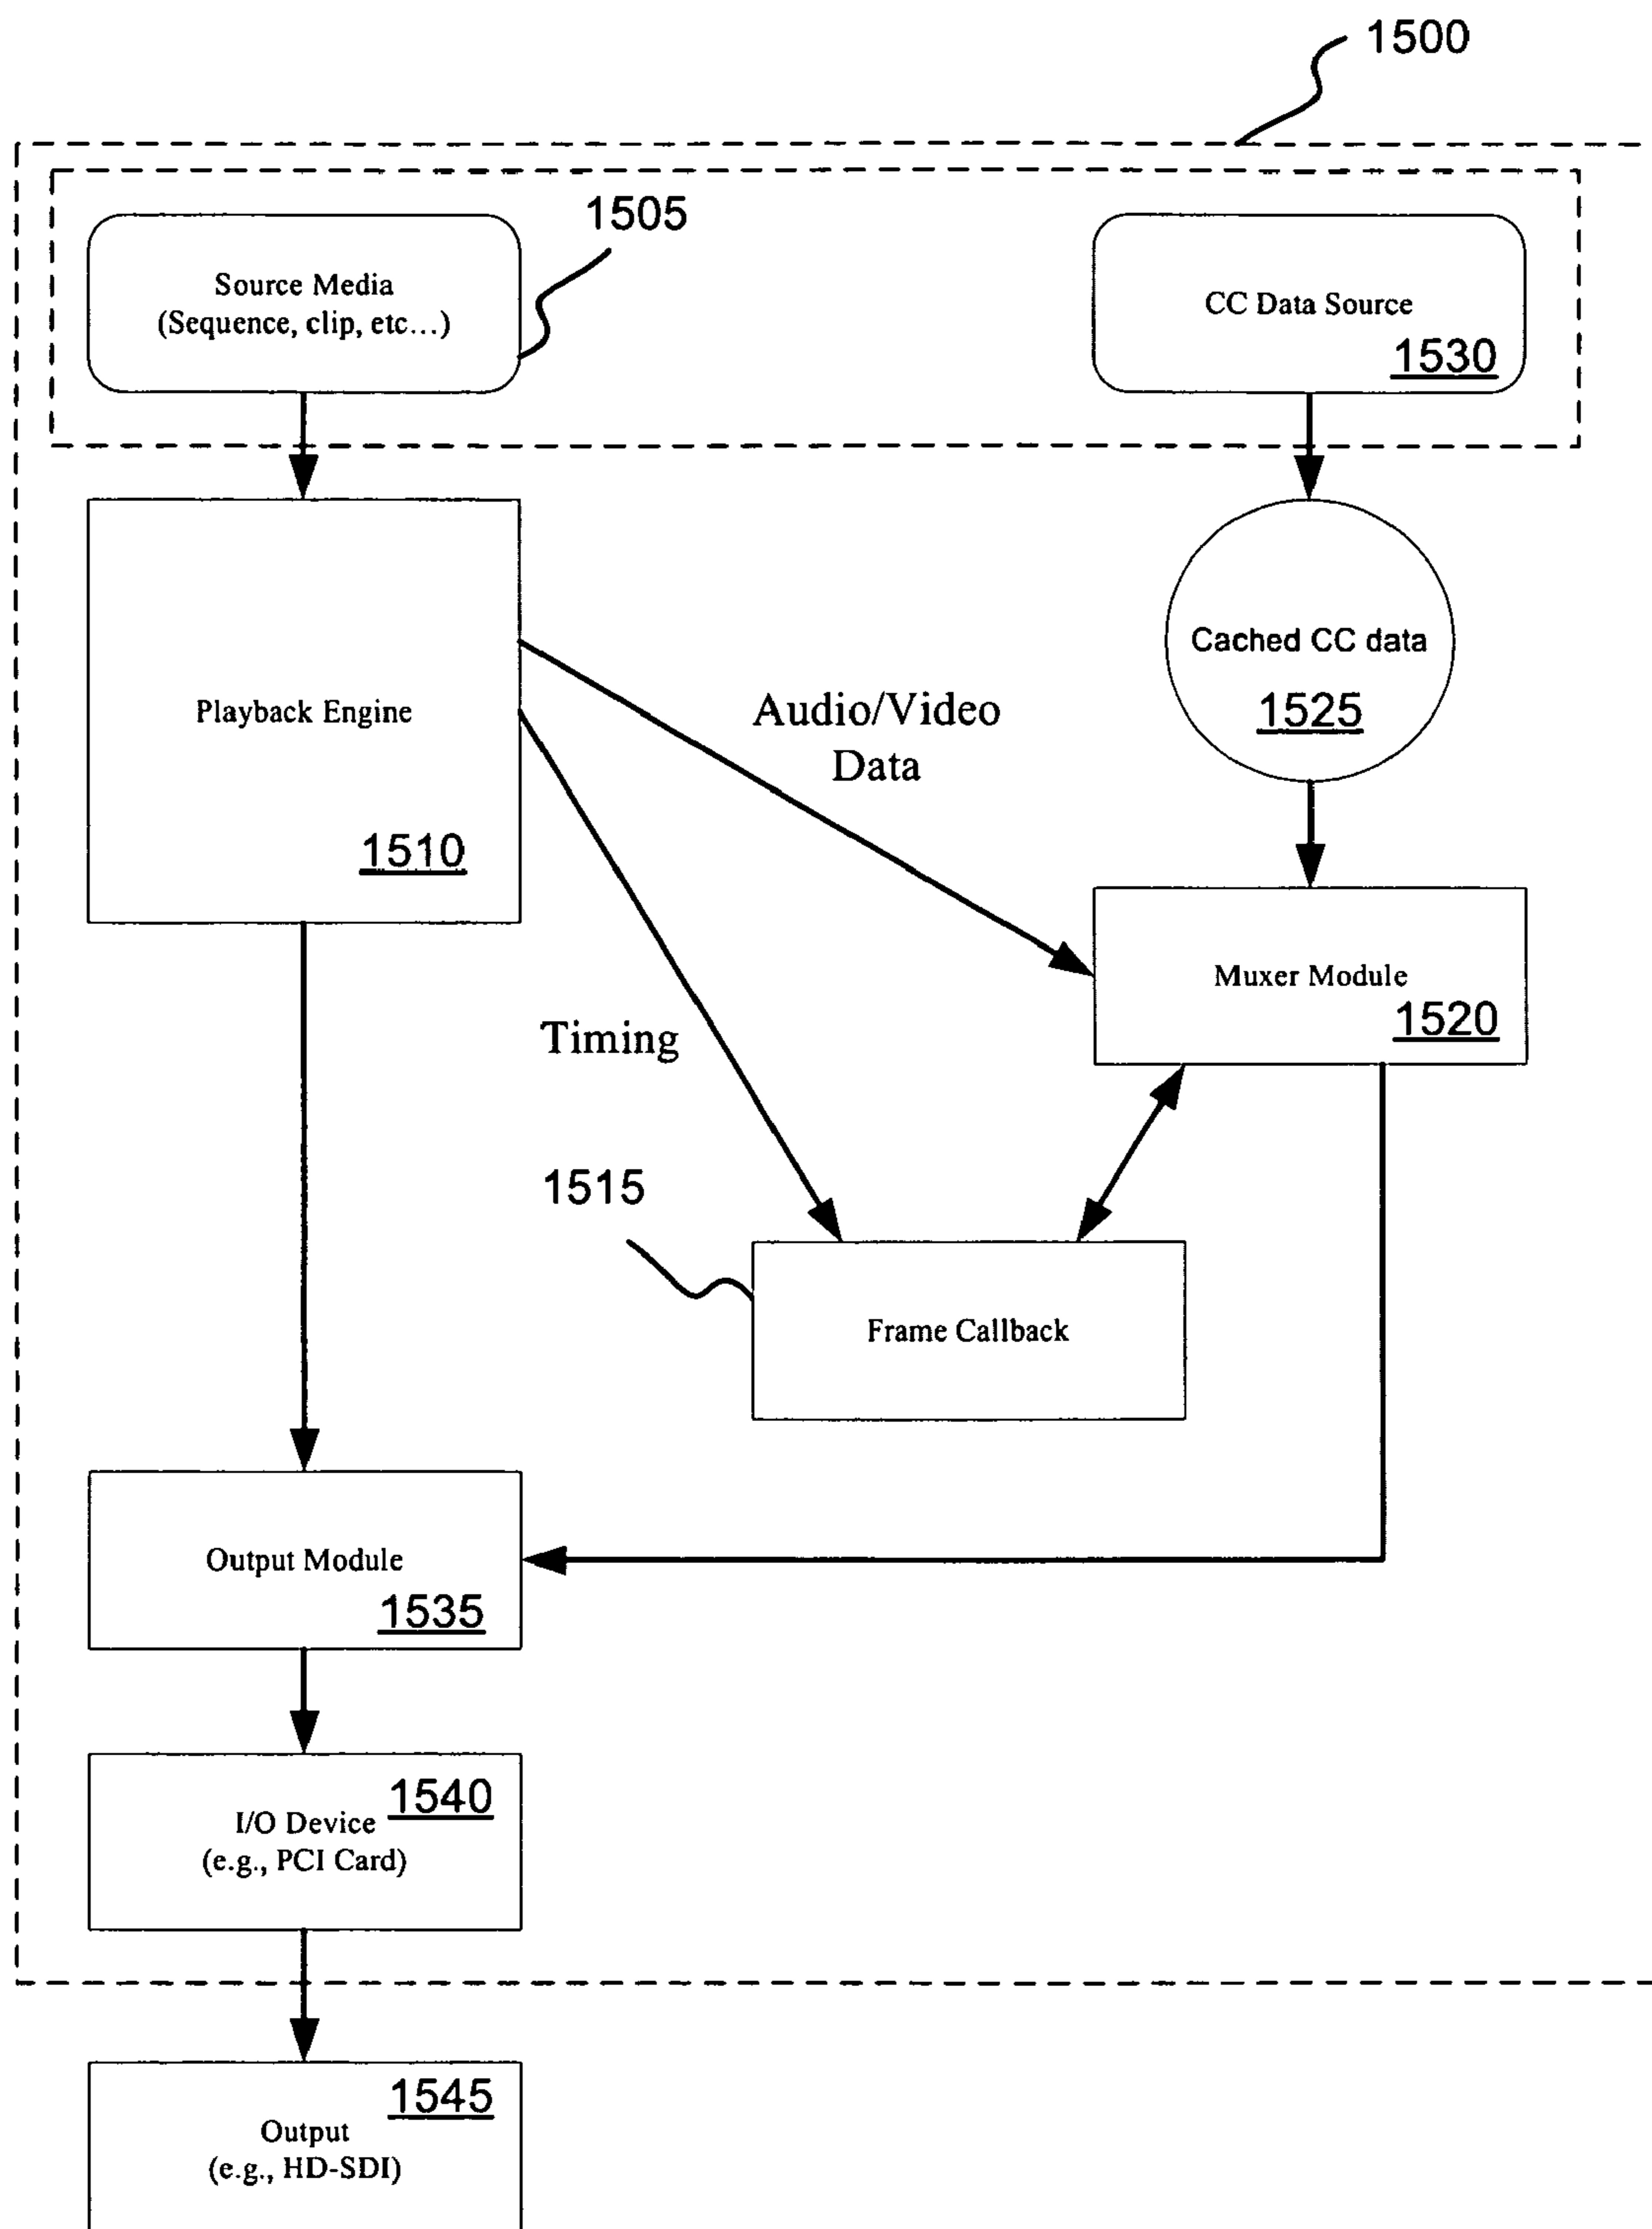 1500
1505
Source Media
(Sequence, clip, etc...)
CC Data Source
1530
Cached CC data
1525
Playback Engine
1510
Audio/Video
Data
Muxer Module
1520
Timing
1515
Frame Callback
Output Module
1535
1540
I/O Device
(e.g., PCI Card)
1545
Output
(e.g., HD-SDI)